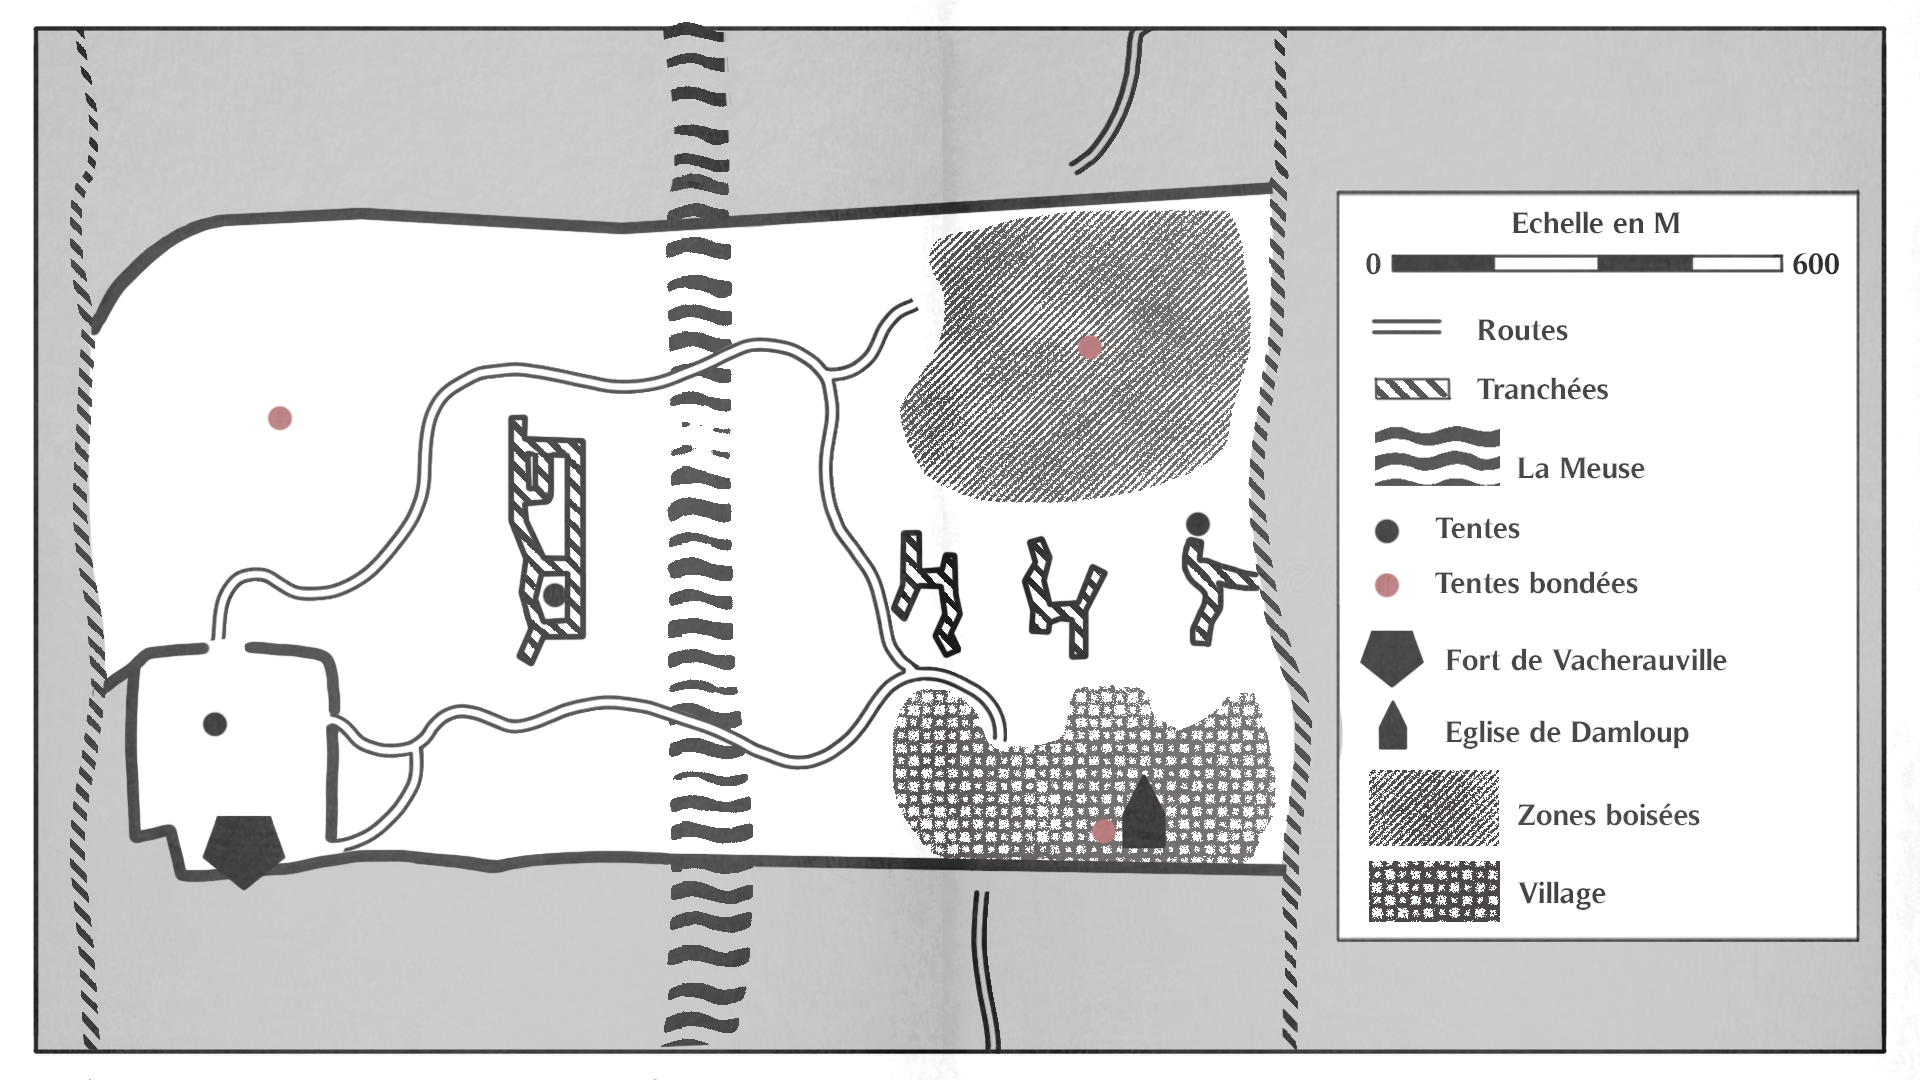 Echelle en M
0 600
Routes
Tranchées
La Meuse
Tentes
Tentes bondées
Fort de Vacherauville
Eglise de Damloup
Zones boisées
Village